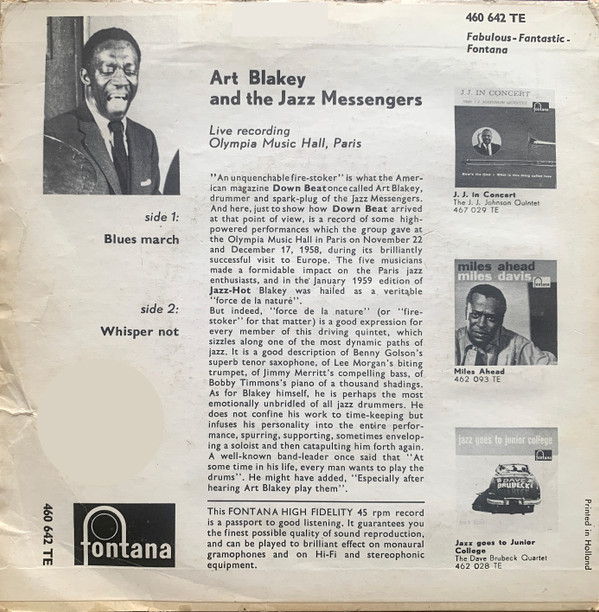 460 642 TE
Fabulous-Fantastic-
Fontana
Art Blakey
and the Jazz Messengers
Live recording
Olympia Music Hall, Paris
side 1:
Blues march
side 2:
Whisper not
"An unquenchable fire-stoker" is what the Amer-
ican magazine Down Beat once called Art Blakey,
drummer and spark-plug of the Jazz Messengers.
And here, just to show how Down Beat arrived
at that point of view, is a record of some high-
powered performances which the group gave at
the Olympia Music Hall in Paris on November 22
and December 17, 1958, during its brilliantly
successful visit to Europe. The five musicians
made a formidable impact on the Paris jazz
enthusiasts, and in the January 1959 edition of
Jazz-Hot Blakey was hailed as a veritable
"force de la naturè".
But indeed, "force de la nature" (or "fire-
stoker" for that matter) is a good expression for
every member of this driving quintet, which
sizzles along one of the most dynamic paths of
jazz. It is a good description of Benny Golson's
superb tenor saxophone, of Lee Morgan's biting
trumpet, of Jimmy Merritt's compelling bass, of
Bobby Timmons's piano of a thousand shadings.
As for Blakey himself, he is perhaps the most
emotionally unbridled of all jazz drummers. He
does not confine his work to time-keeping but
infuses his personality into the entire perfor-
mance, spurring, supporting, sometimes envelop-
ing a soloist and then catapulting him forth again.
A well-known band-leader once said that "At
some time in his life, every man wants to play the
drums". He might have added, "Especially after
hearing Art Blakey play them".
This FONTANA HIGH FIDELITY 45 rpm record
is a passport to good listening. It guarantees you
the finest possible quality of sound reproduction,
and can be played to brilliant effect on monaural
gramophones and on Hi-Fi and stereophonic
equipment.
J.J. IN CONCERT
J. J. In Concert
The J. J. Johnson Quintet
467 029 TE
miles ahead
miles davis
Miles Ahead
462 093 TE
jazz goes to junior college
DAVE
BRUBECK
Jazz goes to Junior
College
The Dave Brubeck Quartet
462 028 TE
460 642 TE
fontana
Printed in Holland